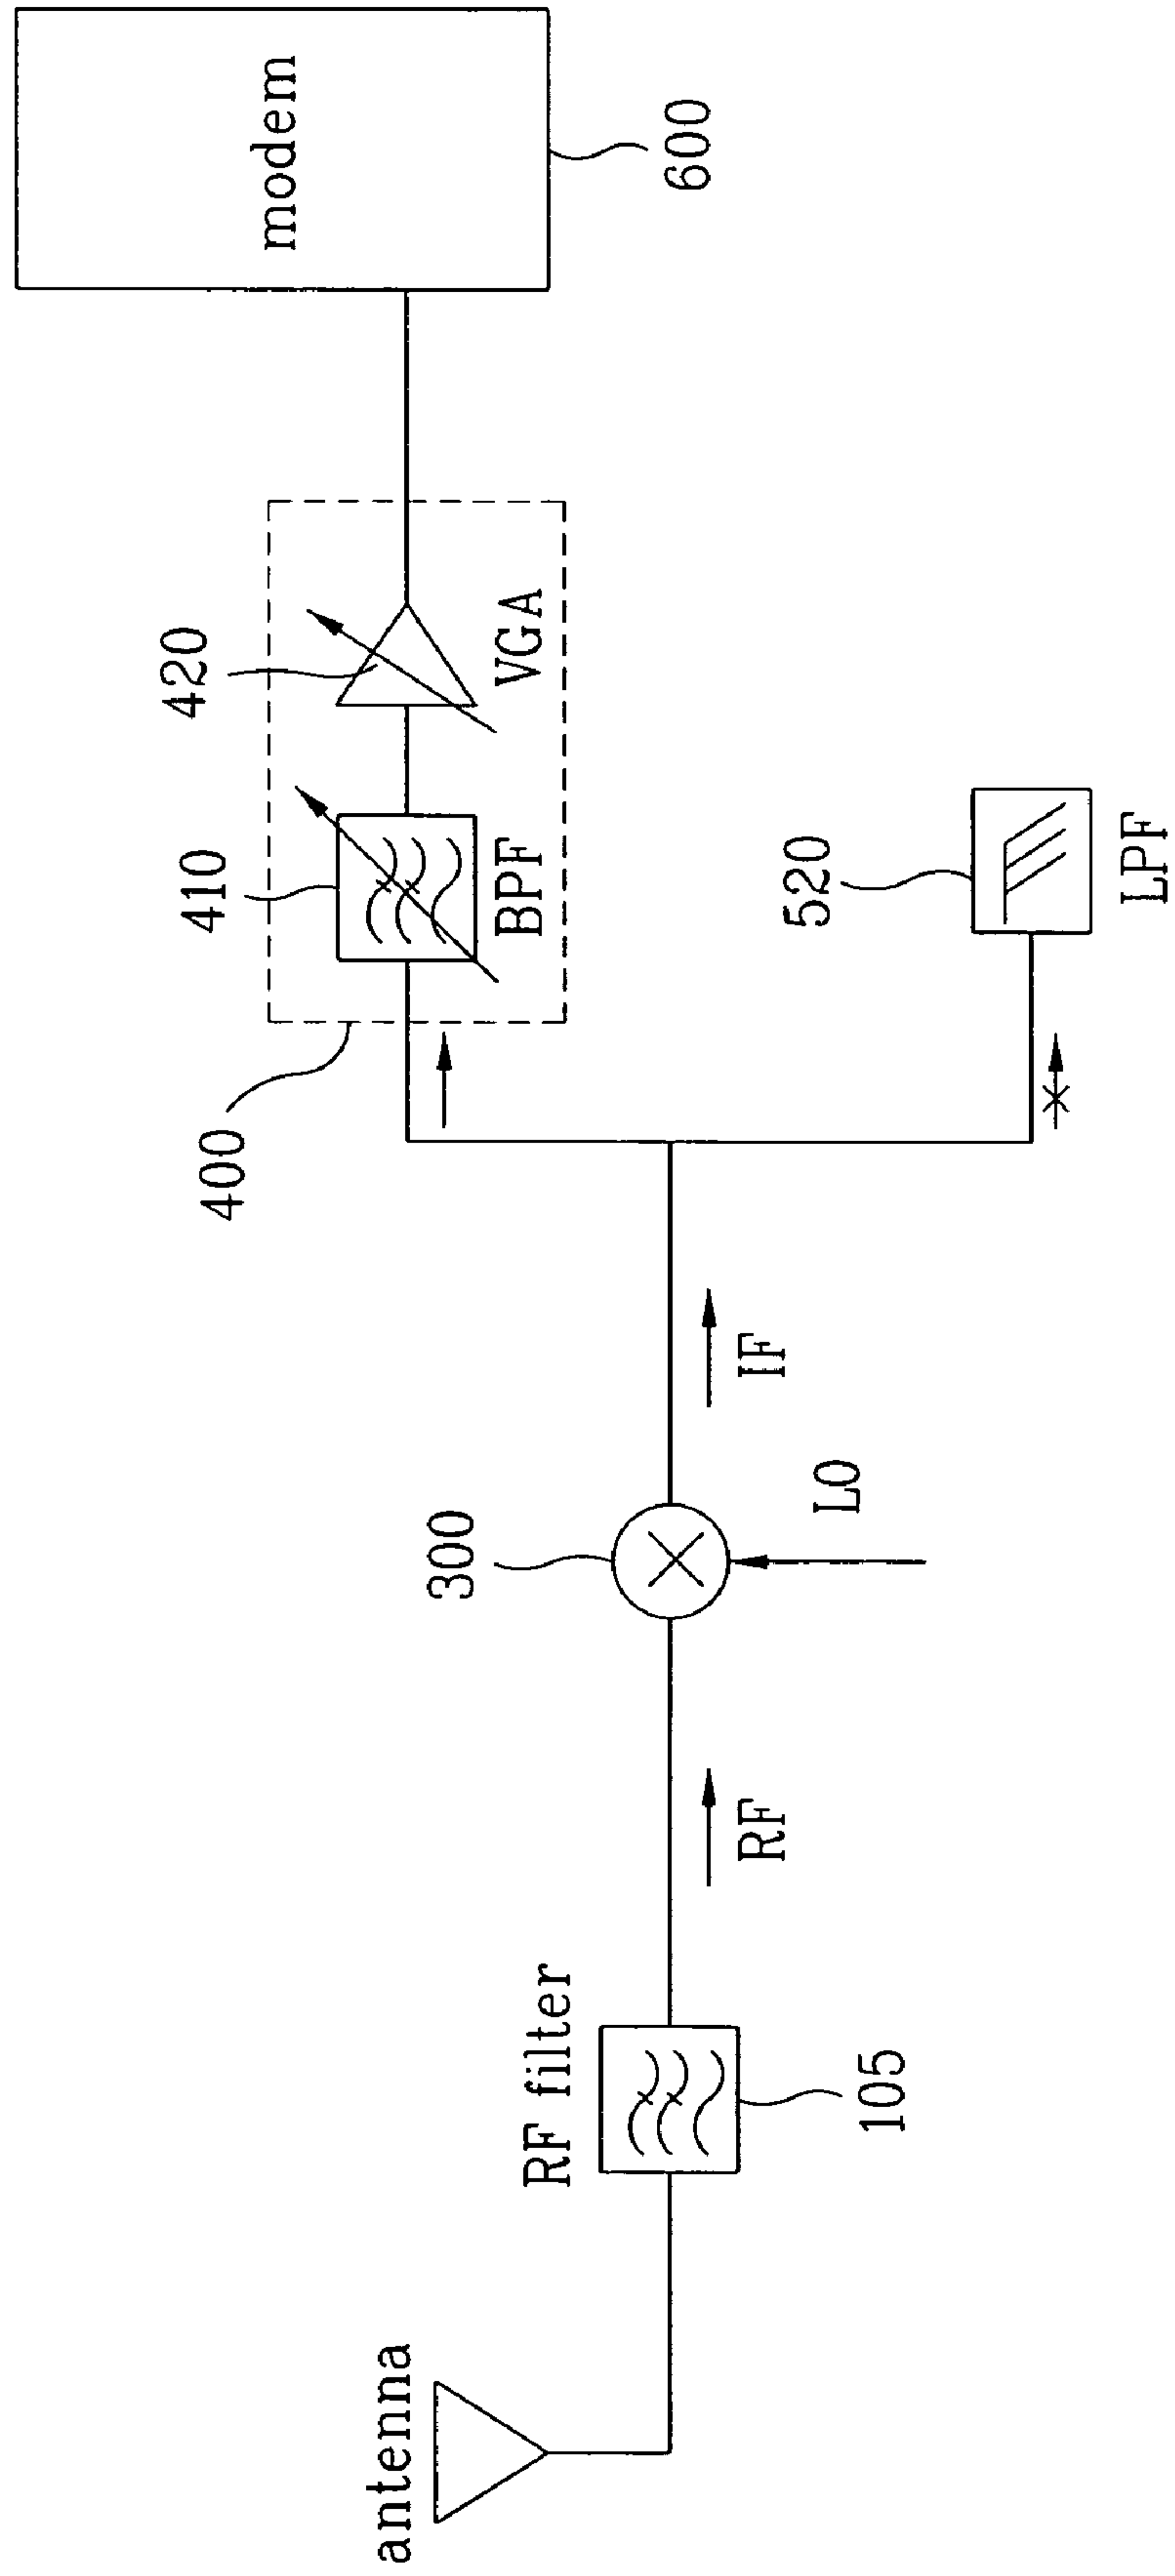 antenna
RF filter
105
RF
300
LO
IF
400
410
BPF
420
VGA
520
LPF
modem
600